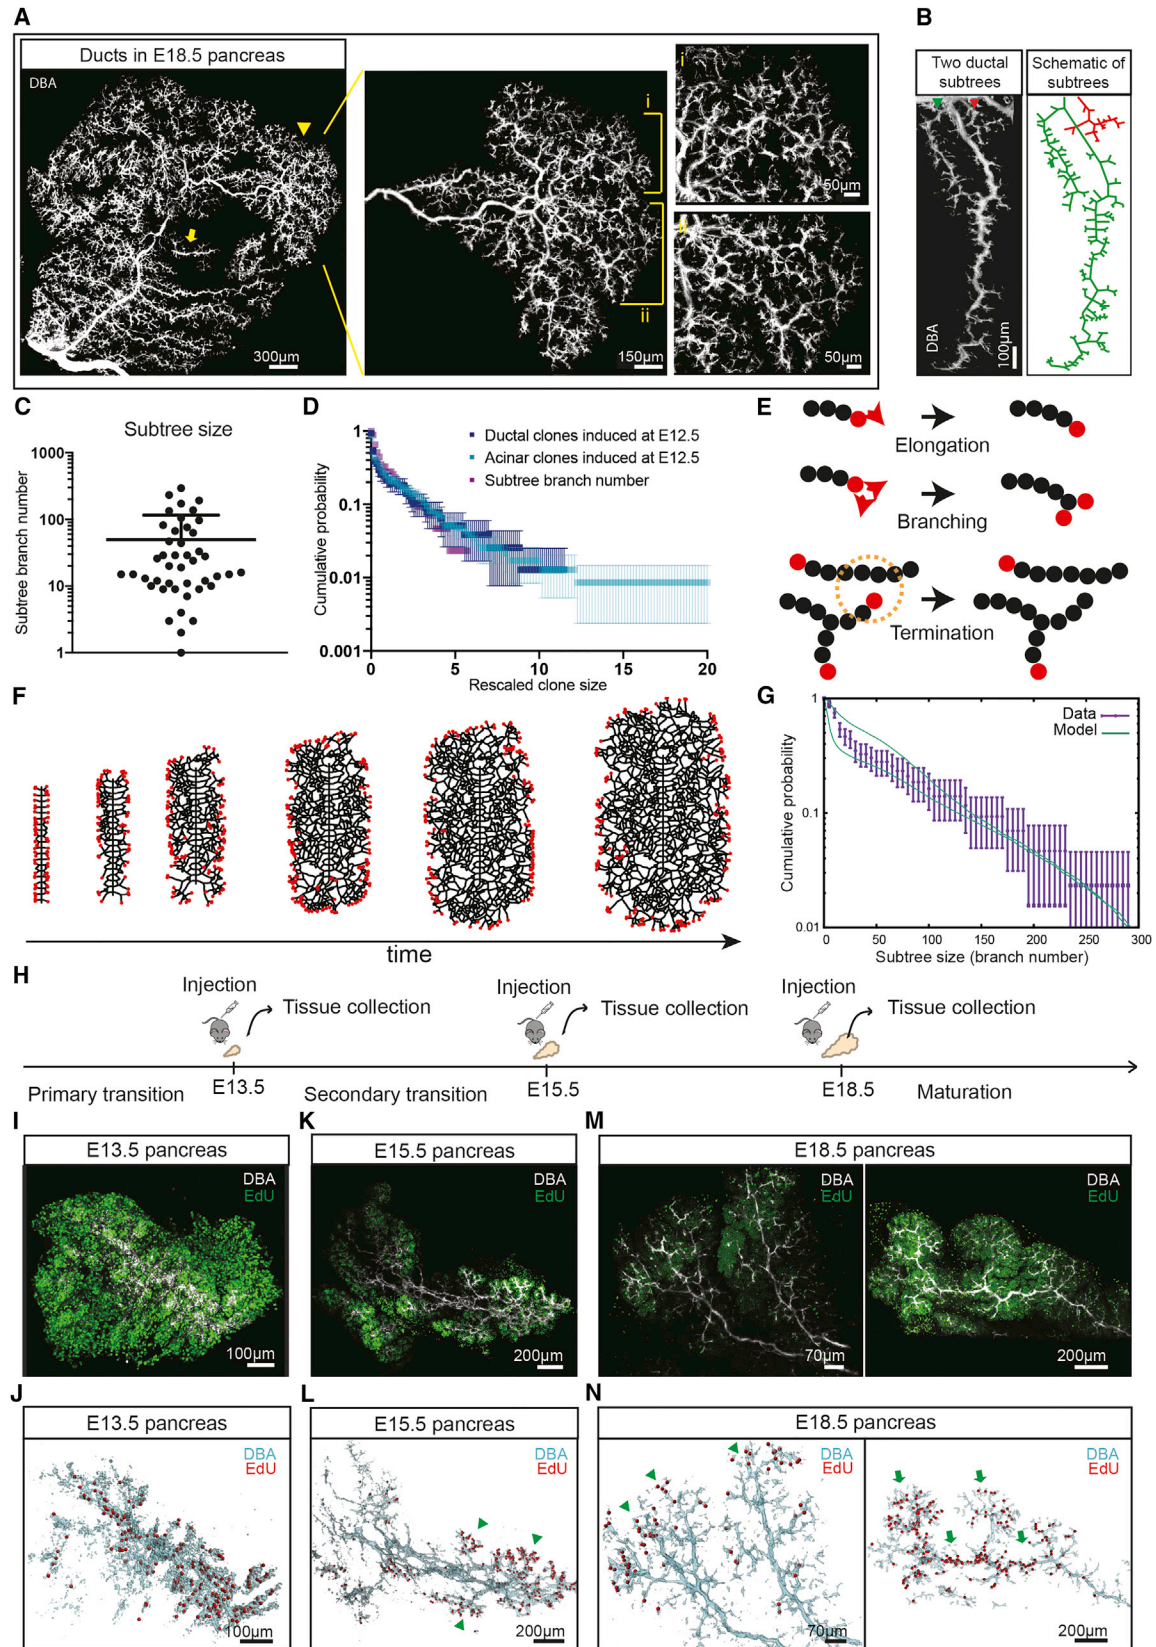 A
Ducts in E18.5 pancreas
DBA
300µm
i
ii
150µm
i
50µm
ii
50µm
B
Two ductal
subtrees
Schematic of
subtrees
DBA
100µm
C
Subtree size
Subtree branch number
1000
100
10
1
D
Ductal clones induced at E12.5
Acinar clones induced at E12.5
Subtree branch number
Cumulative probability
1
0.1
0.01
0.001
0 5 10 15 20
Rescaled clone size
E
Elongation
Branching
Termination
F
time
G
Data
Model
Cumulative probability
1
0.1
0.01
0 50 100 150 200 250 300
Subtree size (branch number)
H
Injection
Tissue collection
Injection
Tissue collection
Injection
Tissue collection
Primary transition
E13.5
Secondary transition
E15.5
E18.5
Maturation
I
E13.5 pancreas
DBA
EdU
100µm
K
E15.5 pancreas
DBA
EdU
200µm
M
E18.5 pancreas
DBA
EdU
70µm
DBA
EdU
200µm
J
E13.5 pancreas
DBA
EdU
100µm
L
E15.5 pancreas
DBA
EdU
200µm
N
E18.5 pancreas
DBA
EdU
70µm
DBA
EdU
200µm